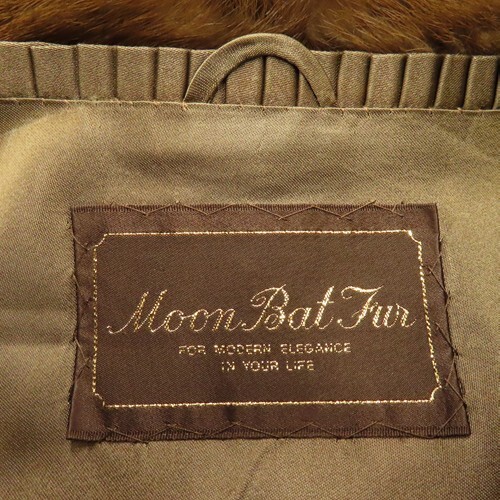 Moon Bat Fur
FOR MODERN ELEGANCE
IN YOUR LIFE